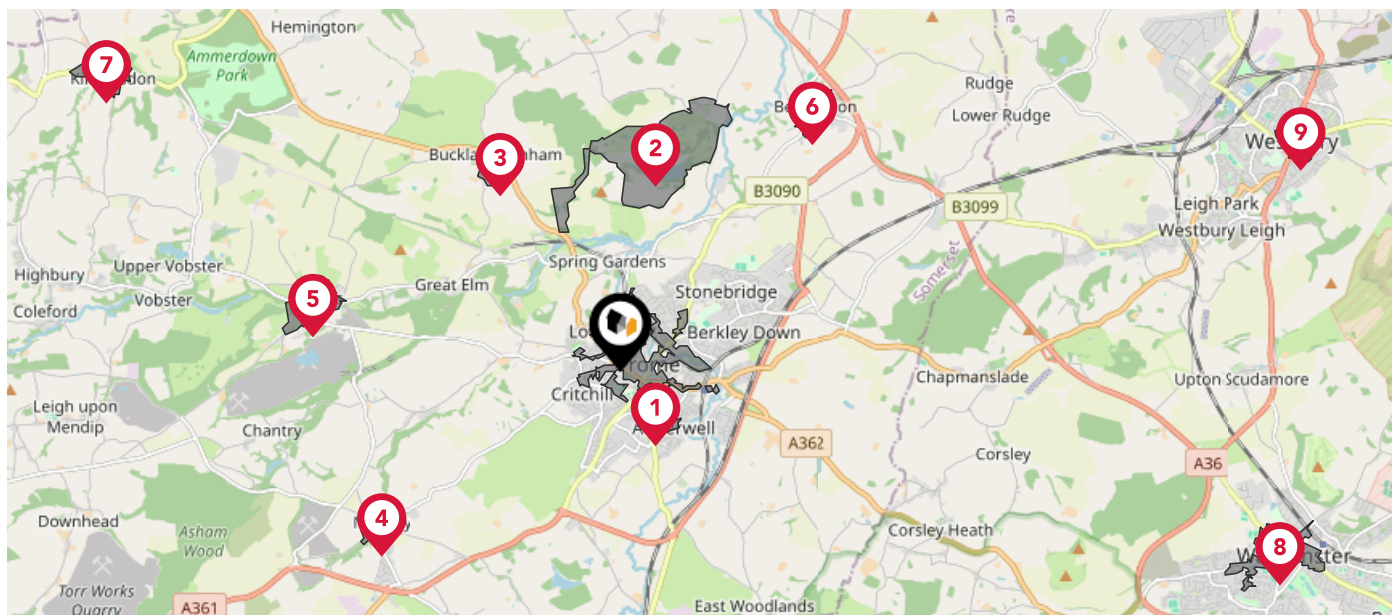 Hemington
Ammerdown
Park
7
6
Rudge
Lower Rudge
9
2
3
B3090
B3099
Leigh Park
Westbury Leigh
Somerset
Spring Gardens
Highbury
Upper Vobster
Vobster
Great Elm
Coleford
5
Stonebridge
Berkley Down
Chapmanslade
Upton Scudamore
Critchill
Leigh upon
Mendip
Chantry
1
A362
Corsley
A36
4
Downhead
Asham
Wood
Corsley Heath
8
Torr Works
Quarry
A361
East Woodlands